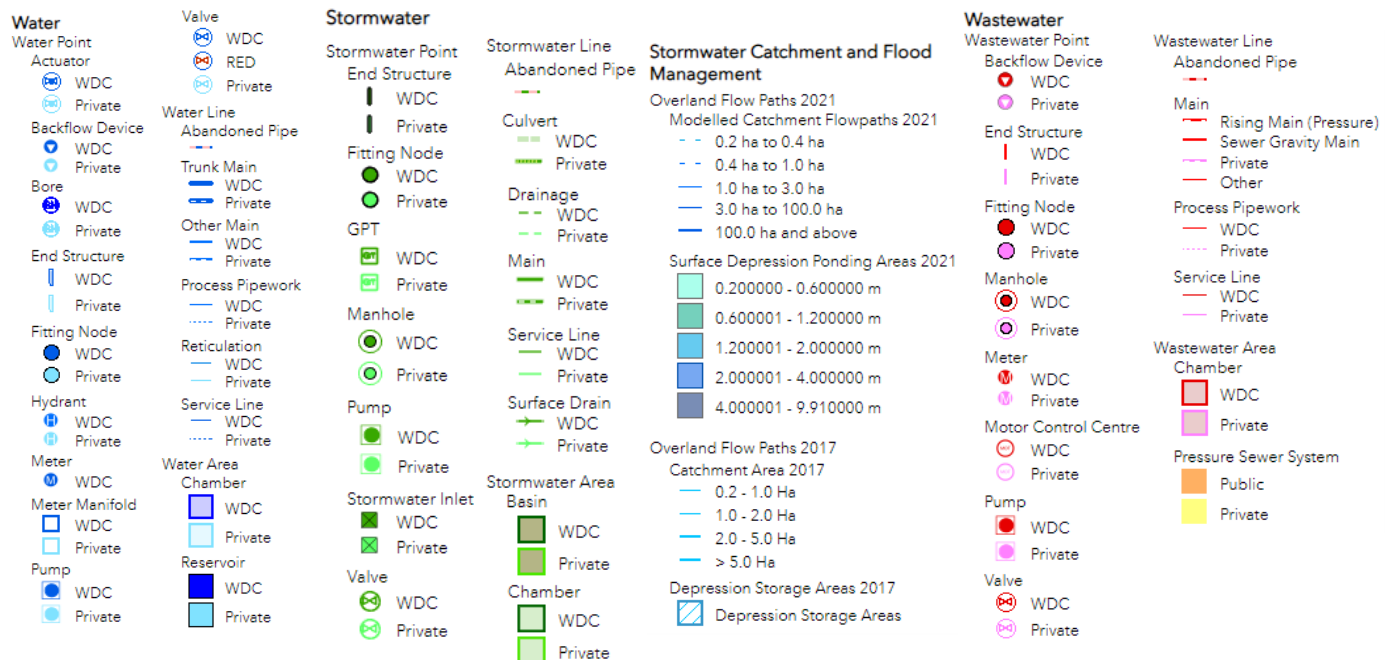 Water
Water Point
Actuator
WDC
Private
Backflow Device
WDC
Private
Bore
WDC
Private
End Structure
WDC
Private
Fitting Node
WDC
Private
Hydrant
WDC
Private
Meter
WDC
Meter Manifold
WDC
Private
Pump
WDC
Private
Valve
WDC
RED
Private
Water Line
Abandoned Pipe
Trunk Main
WDC
Private
Other Main
WDC
Private
Process Pipework
WDC
Private
Reticulation
WDC
Private
Service Line
WDC
Private
Water Area
Chamber
WDC
Private
Reservoir
WDC
Private
Stormwater
Stormwater Point
End Structure
WDC
Private
Fitting Node
WDC
Private
GPT
WDC
Private
Manhole
WDC
Private
Pump
WDC
Private
Stormwater Inlet
WDC
Private
Valve
WDC
Private
Stormwater Line
Abandoned Pipe
Culvert
WDC
Private
Drainage
WDC
Private
Main
WDC
Private
Service Line
WDC
Private
Surface Drain
WDC
Private
Stormwater Area
Basin
WDC
Private
Chamber
WDC
Private
Stormwater Catchment and Flood
Management
Overland Flow Paths 2021
Modelled Catchment Flowpaths 2021
0.2 ha to 0.4 ha
0.4 ha to 1.0 ha
1.0 ha to 3.0 ha
3.0 ha to 100.0 ha
100.0 ha and above
Surface Depression Ponding Areas 2021
0.200000 - 0.600000 m
0.600001 - 1.200000 m
1.200001 - 2.000000 m
2.000001 - 4.000000 m
4.000001 - 9.910000 m
Overland Flow Paths 2017
Catchment Area 2017
0.2 - 1.0 Ha
1.0 - 2.0 Ha
2.0 - 5.0 Ha
> 5.0 Ha
Depression Storage Areas 2017
Depression Storage Areas
Wastewater
Wastewater Point
Backflow Device
WDC
Private
End Structure
WDC
Private
Fitting Node
WDC
Private
Manhole
WDC
Private
Meter
WDC
Private
Motor Control Centre
WDC
Private
Pump
WDC
Private
Valve
WDC
Private
Wastewater Line
Abandoned Pipe
Main
Rising Main (Pressure)
Sewer Gravity Main
Private
Other
Process Pipework
WDC
Private
Service Line
WDC
Private
Wastewater Area
Chamber
WDC
Private
Pressure Sewer System
Public
Private